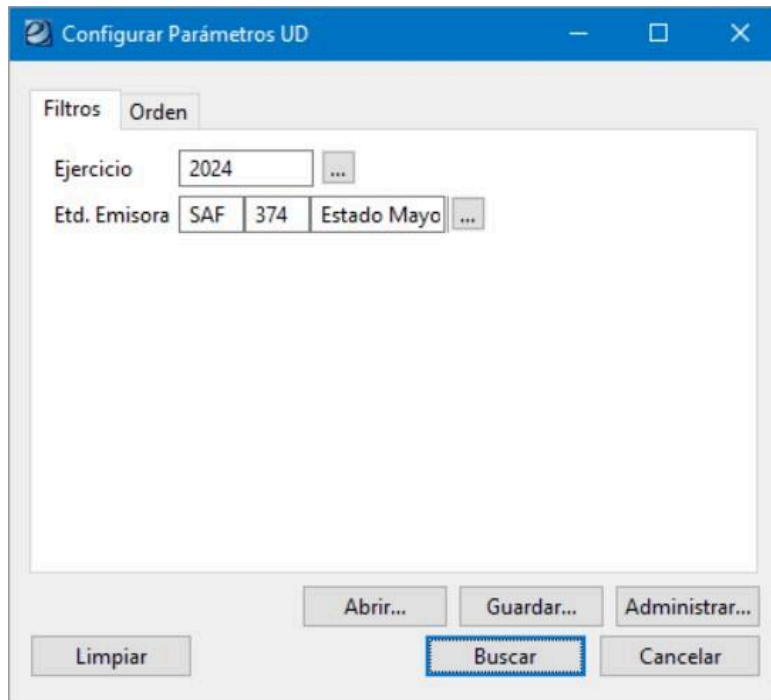 Configurar Parámetros UD
Filtros Orden
Ejercicio 2024 ...
Etd. Emisora SAF 374 Estado Mayo ...
Abrir... Guardar... Administrar...
Limpiar Buscar Cancelar